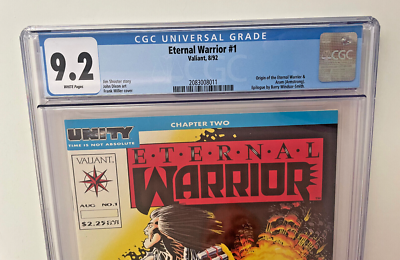 CGC UNIVERSAL GRADE
9.2
WHITE Pages
Eternal Warrior #1
Valiant, 8/92
2083008011
Jim Shooter story
John Dixon art
Frank Miller cover
Origin of the Eternal Warrior &
Aram (Armstrong)
Epilogue by Barry Windsor-Smith
CGC
UNITY
TIME IS NOT ABSOLUTE
CHAPTER TWO
VALIANT
AUG NO.1
$2.25
ETERNAL
WARRIOR